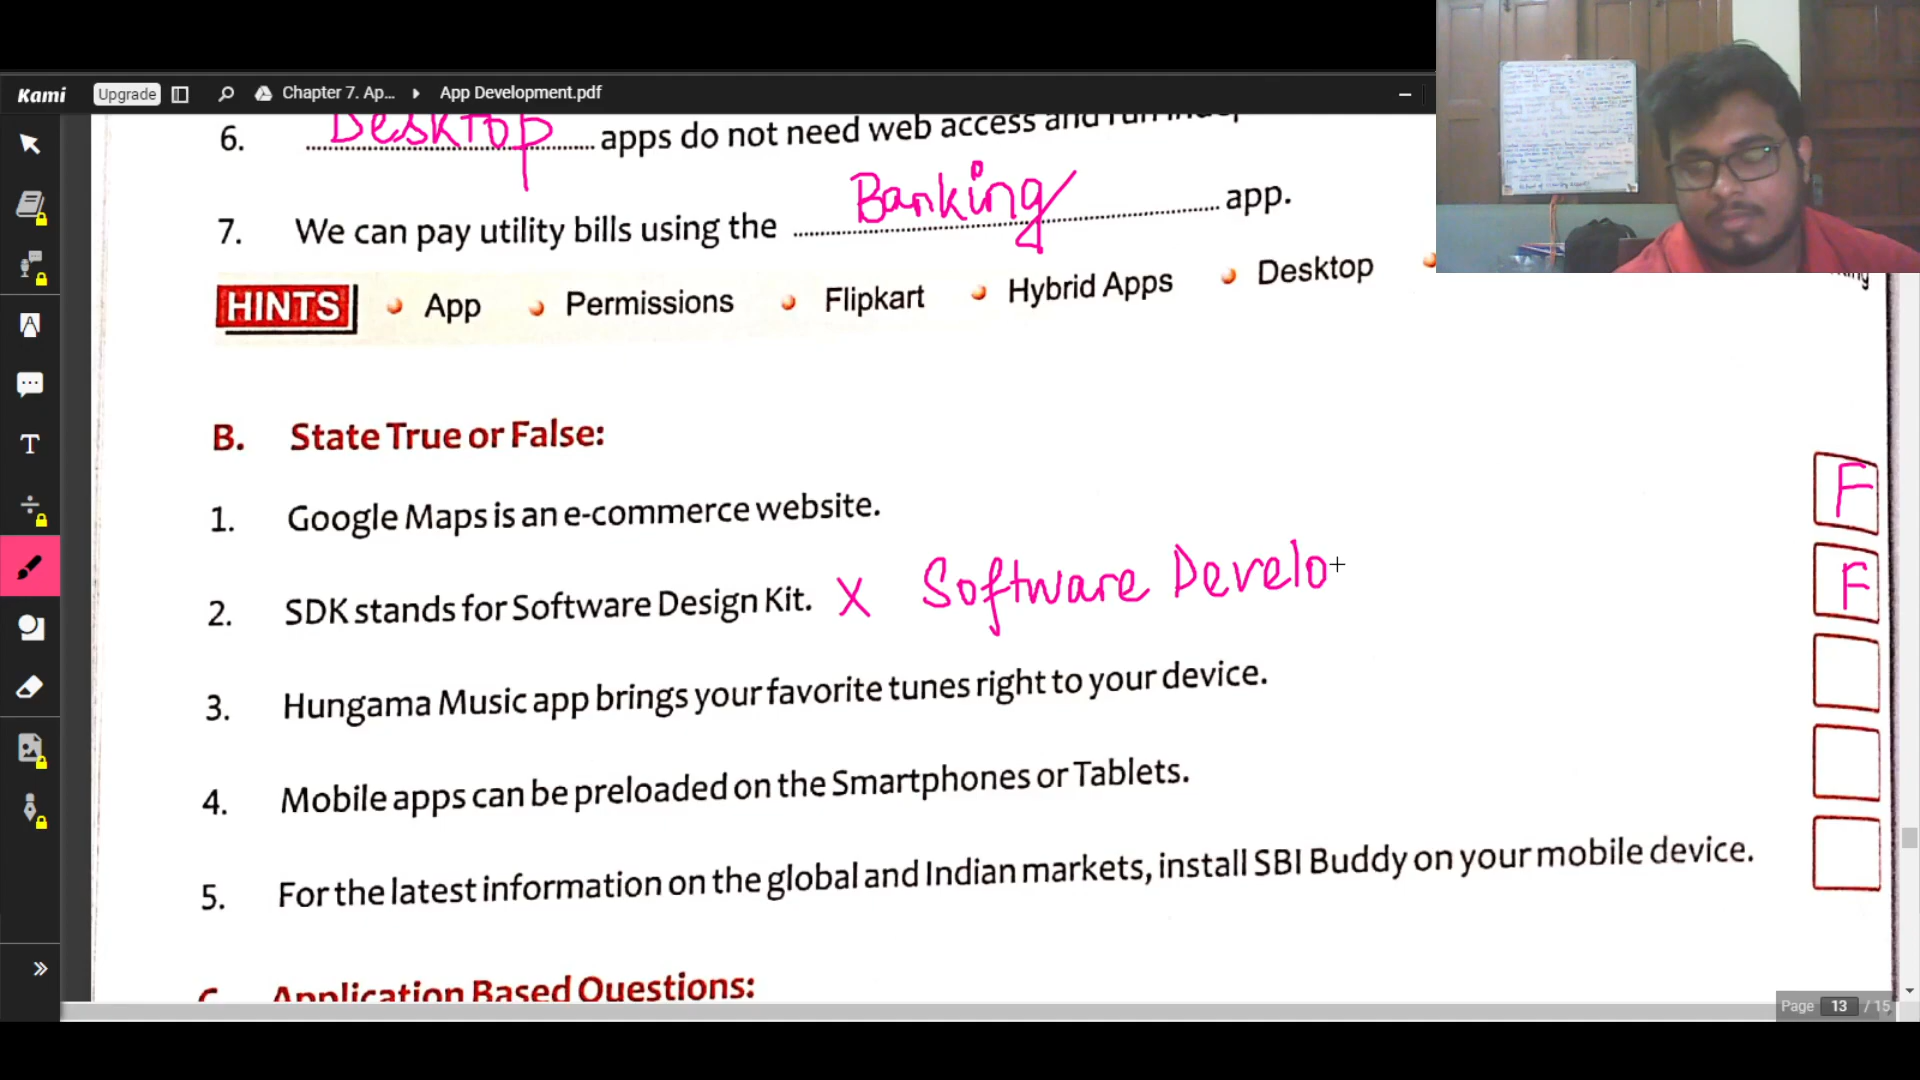 Kami Upgrade Chapter 7. Ap... App Development.pdf
6. Desktop apps do not need web access and run
7. We can pay utility bills using the Banking app.
HINTS App Permissions Flipkart Hybrid Apps Desktop
B. State True or False:
1. Google Maps is an e-commerce website. F
2. SDK stands for Software Design Kit. X Software Develo F
3. Hungama Music app brings your favorite tunes right to your device.
4. Mobile apps can be preloaded on the Smartphones or Tablets.
5. For the latest information on the global and Indian markets, install SBI Buddy on your mobile device.
C. Application Based Questions:
Page 13 / 15